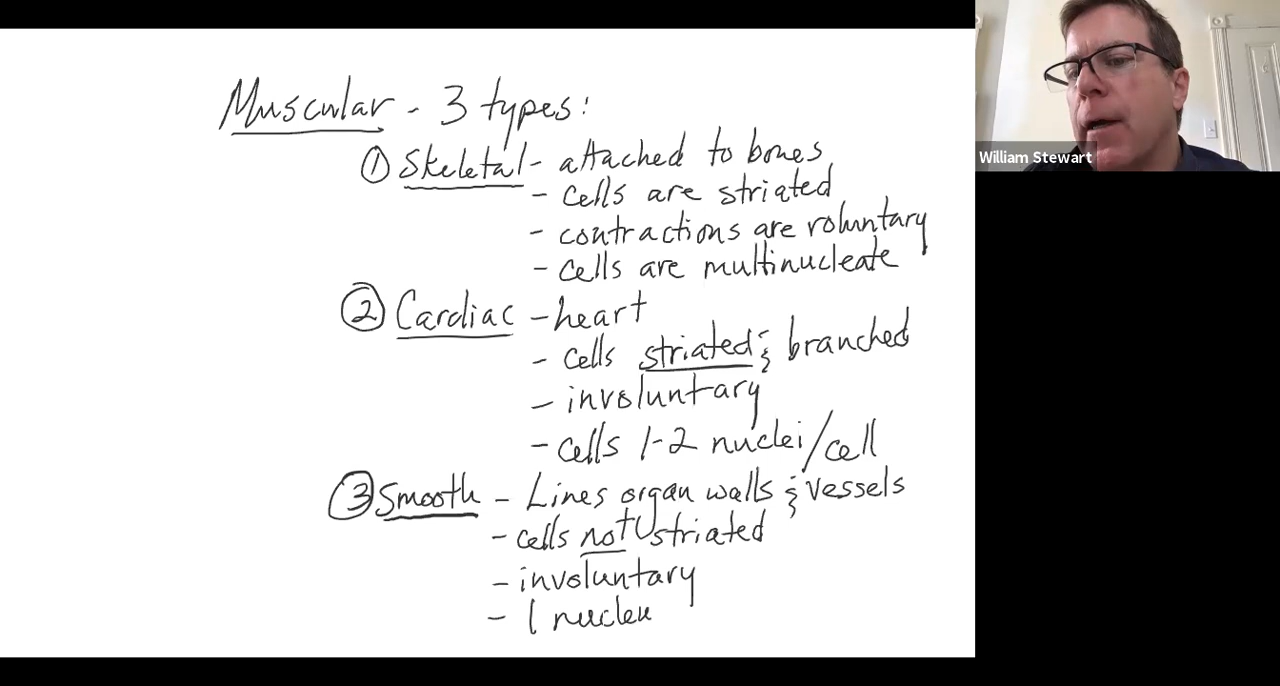 Muscular - 3 types:
① Skeletal - attached to bones
- cells are striated
- contractions are voluntary
- cells are multinucleate
② Cardiac - heart
- cells striated & branched
- involuntary
- cells 1-2 nuclei/cell
③ Smooth - Lines organ walls & vessels
- cells not striated
- involuntary
- 1 nucleu
William Stewart